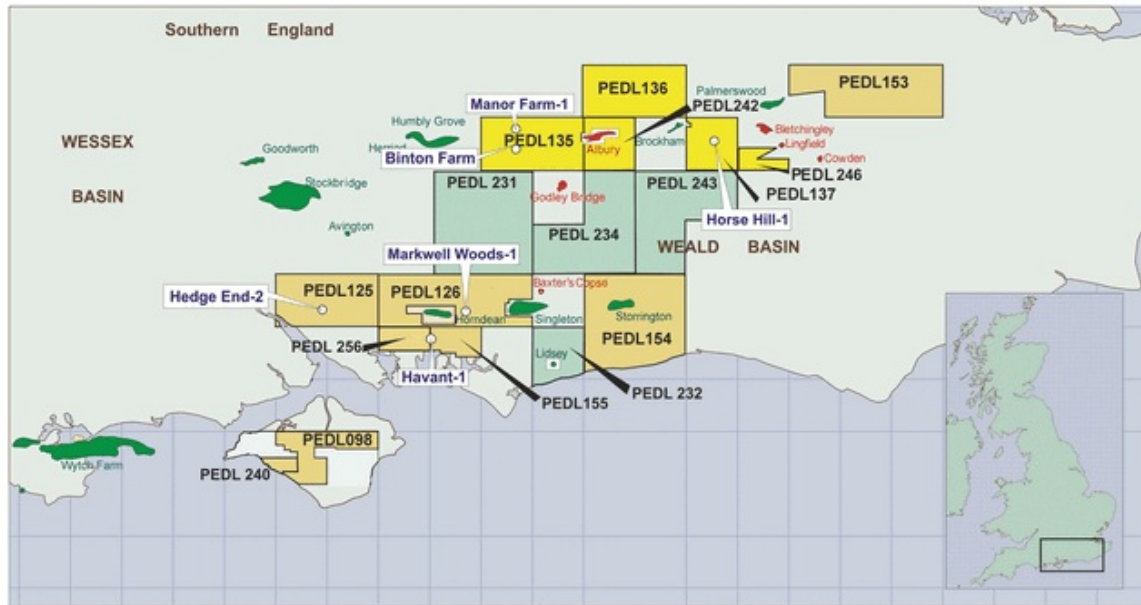 Southern England
PEDL136
PEDL153
Palmerswood
PEDL242
Manor Farm-1
Humbly Grove
PEDL135
Brockham
Bletchingley
WESSEX
Herriard
Albury
Lingfield
Goodworth
Binton Farm
Cowden
PEDL 231
PEDL 243
PEDL 246
Stockbridge
Godley Bridge
PEDL137
BASIN
Horse Hill-1
Avington
PEDL 234
WEALD BASIN
Markwell Woods-1
Baxter's Copse
PEDL125
PEDL126
Hedge End-2
Horndean
Singleton
Storrington
PEDL154
PEDL 256
Lidsey
Havant-1
PEDL 232
PEDL155
PEDL098
Wytch Farm
PEDL 240